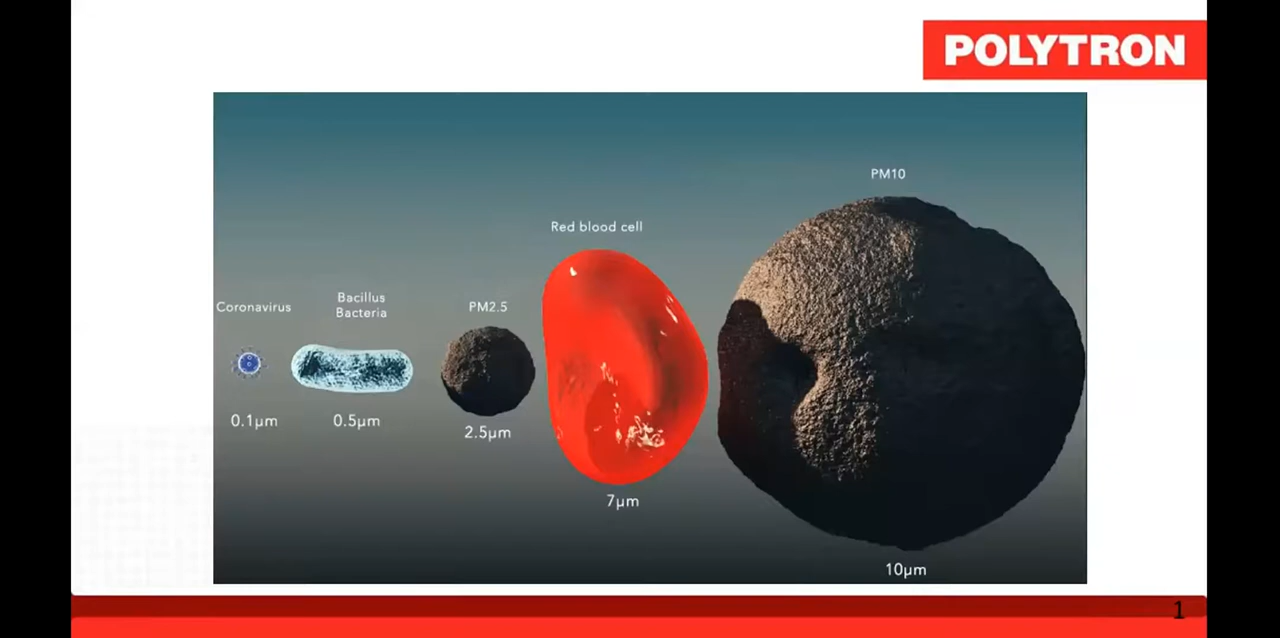 POLYTRON
PM10
Red blood cell
Coronavirus
Bacillus
Bacteria
PM2.5
0.1µm
0.5µm
2.5µm
7µm
10µm
1